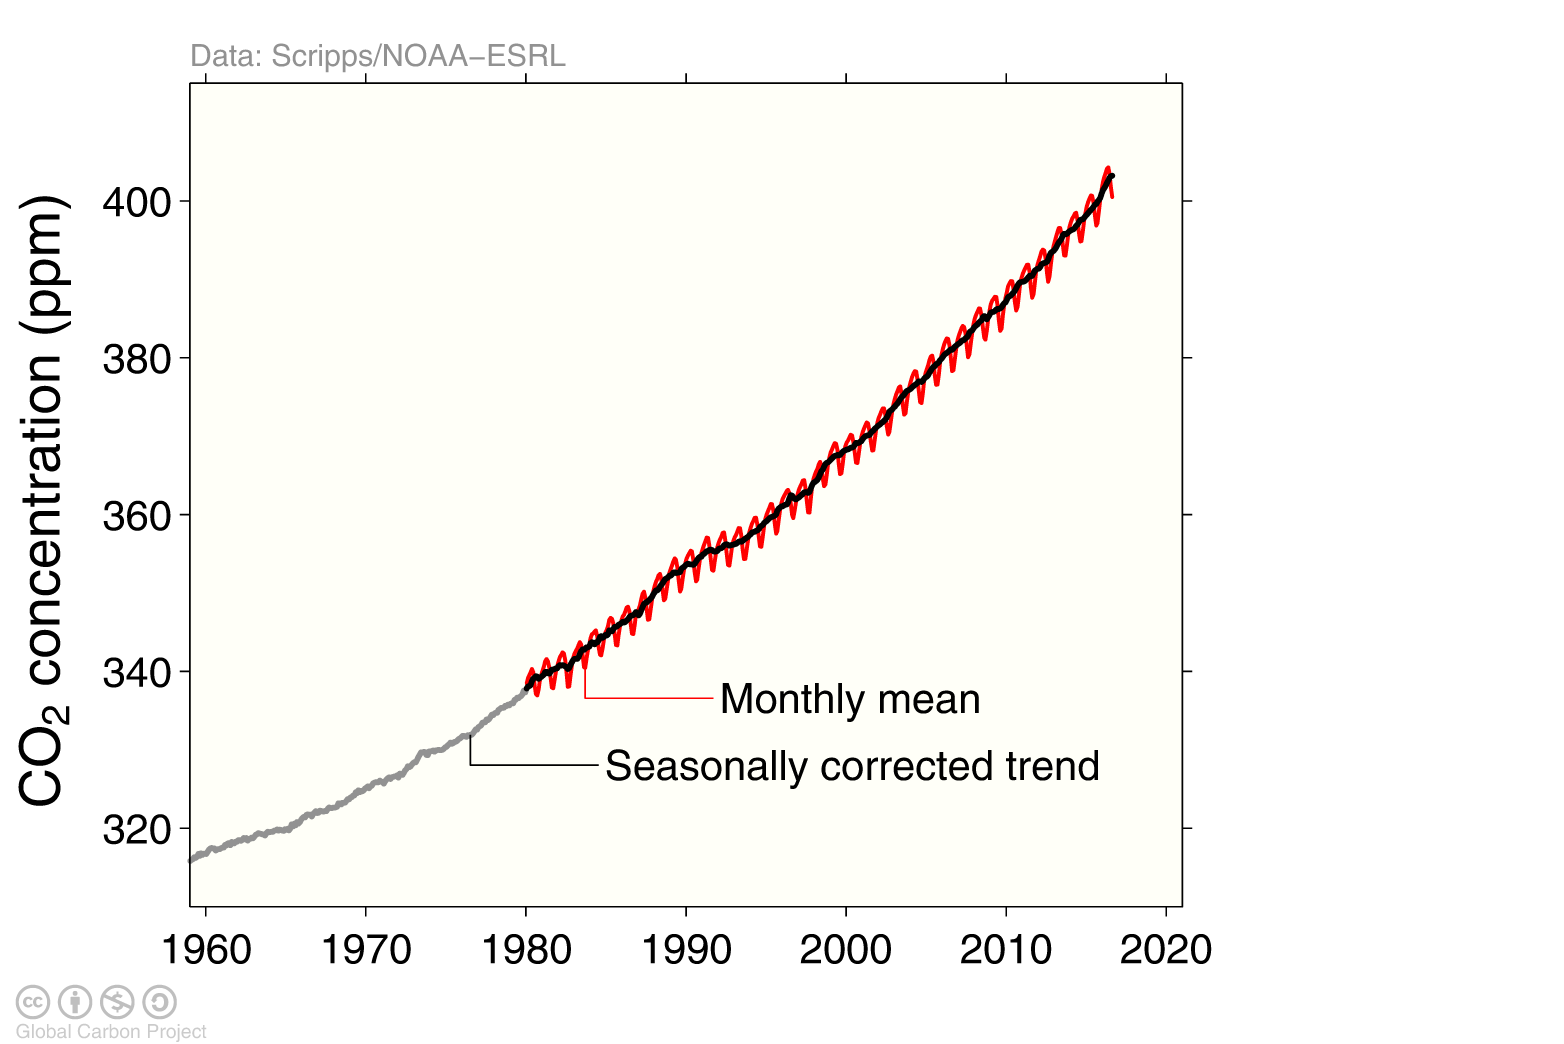 Data: Scripps/NOAA−ESRL
CO₂ concentration (ppm)
400
380
360
340
320
Monthly mean
Seasonally corrected trend
1960 1970 1980 1990 2000 2010 2020
cc
Global Carbon Project